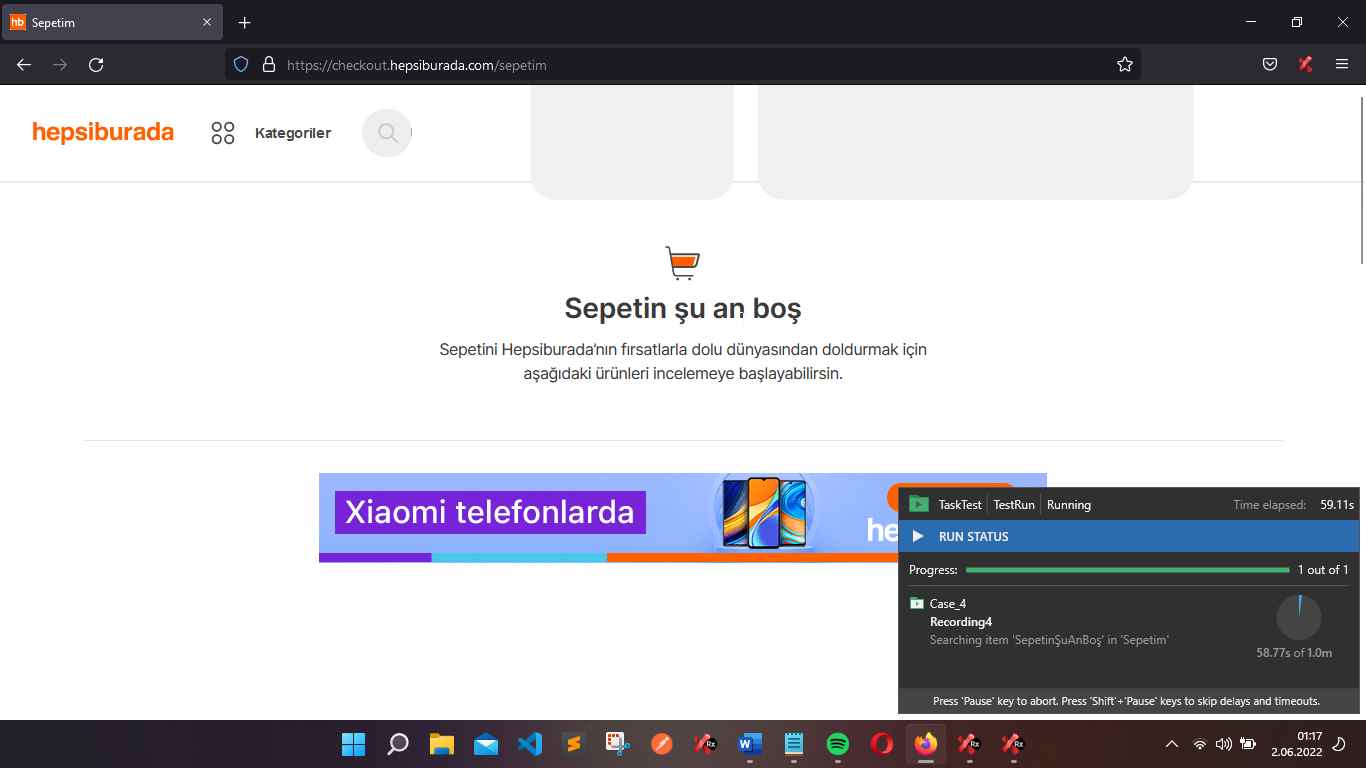 hb Sepetim
https://checkout.hepsiburada.com/sepetim
hepsiburada
Kategoriler
Sepetin şu an boş
Sepetini Hepsiburada'nın fırsatlarla dolu dünyasından doldurmak için
aşağıdaki ürünleri incelemeye başlayabilirsin.
Xiaomi telefonlarda
he
TaskTest TestRun Running Time elapsed: 59.11s
RUN STATUS
Progress: 1 out of 1
Case_4
Recording4
Searching item 'SepetinŞuAnBoş' in 'Sepetim'
58.77s of 1.0m
Press 'Pause' key to abort. Press 'Shift'+'Pause' keys to skip delays and timeouts.
01:17
2.06.2022